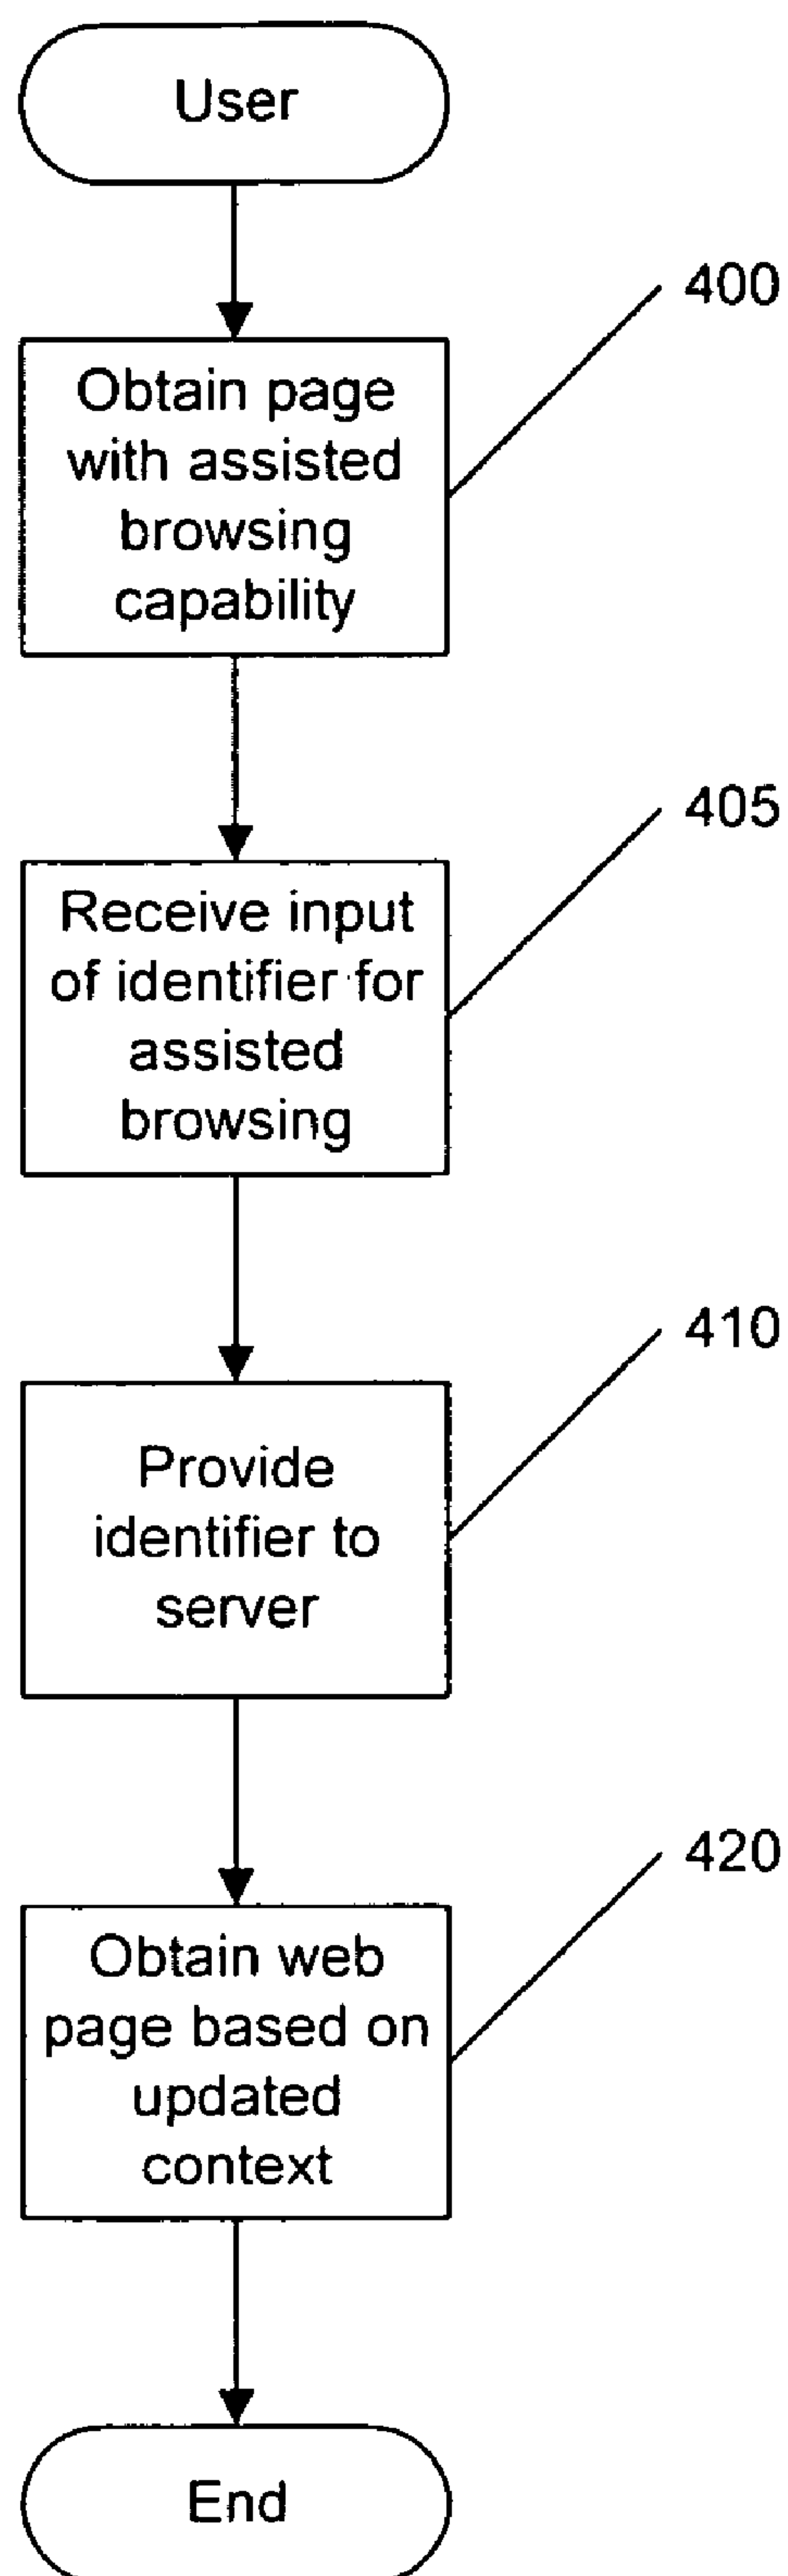 User
400
Obtain page
with assisted
browsing
capability
405
Receive input
of identifier for
assisted
browsing
410
Provide
identifier to
server
420
Obtain web
page based on
updated
context
End